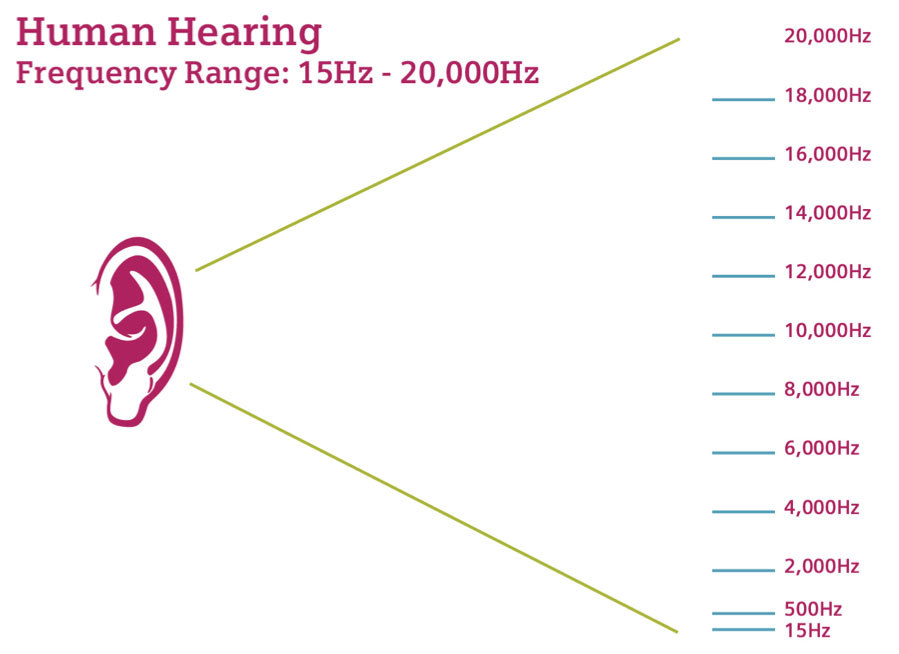 Human Hearing
Frequency Range: 15Hz - 20,000Hz
20,000Hz
18,000Hz
16,000Hz
14,000Hz
12,000Hz
10,000Hz
8,000Hz
6,000Hz
4,000Hz
2,000Hz
500Hz
15Hz